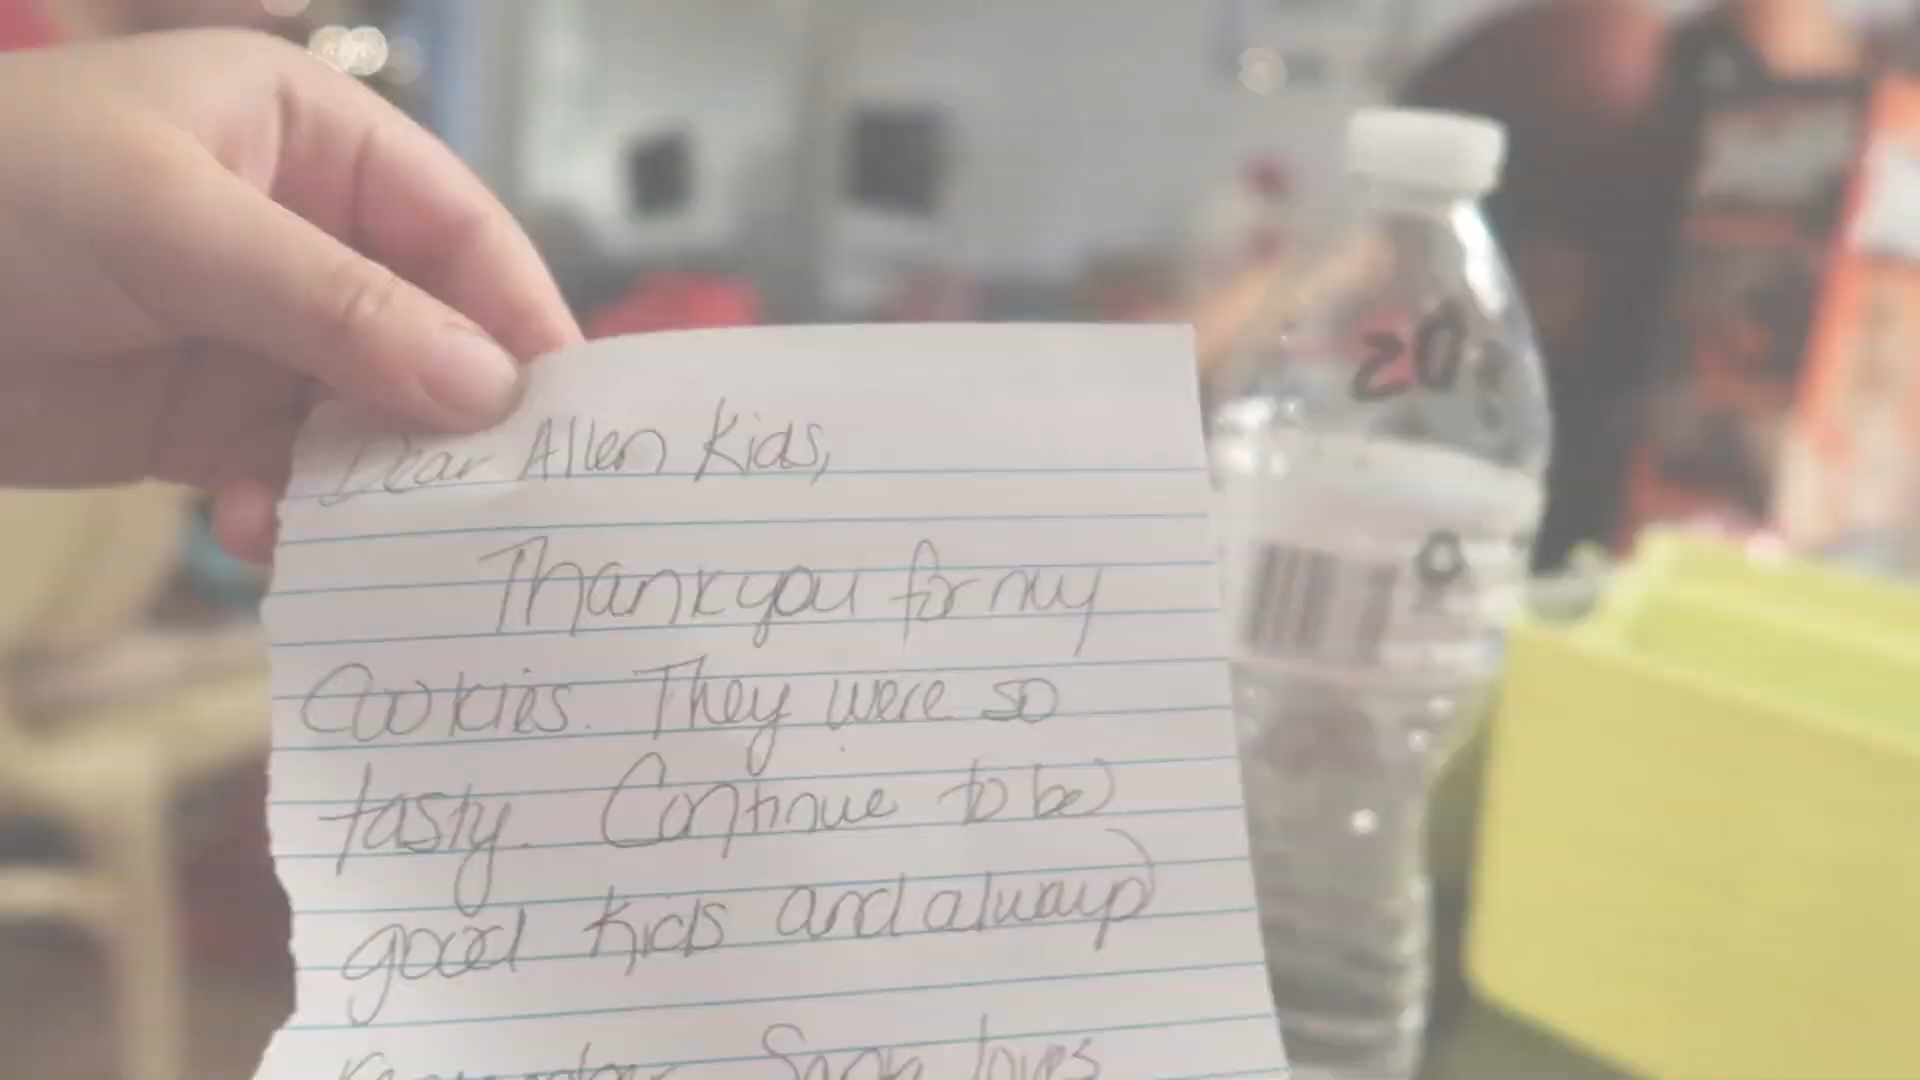 Dear Allen Kids,
Thank you for my
Cookies. They were so
tasty. Continue to be
good kids and always
loves